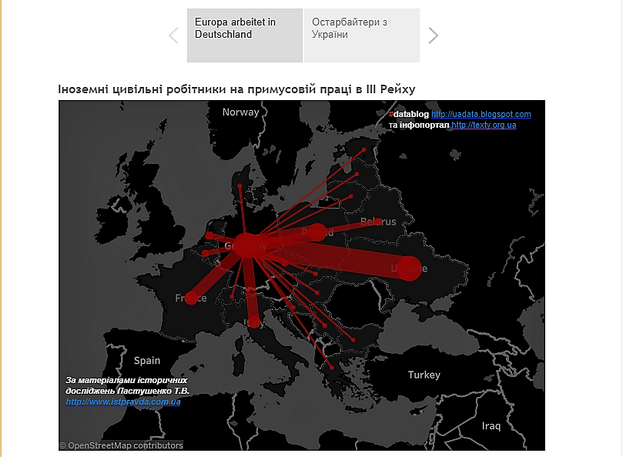 Europa arbeitet in
Deutschland
Остарбайтери з
України
Іноземні цивільні робітники на примусовій праці в III Рейху
Norway
#datablog http://uadata.blogspot.com
та інфопортал http://texty.org.ua
Belarus
Poland
Germany
Ukraine
France
Italy
Spain
Turkey
За матеріалами історичних
досліджень Пастушенко Т.В.
http://www.istpravda.com.ua
Iraq
© OpenStreetMap contributors